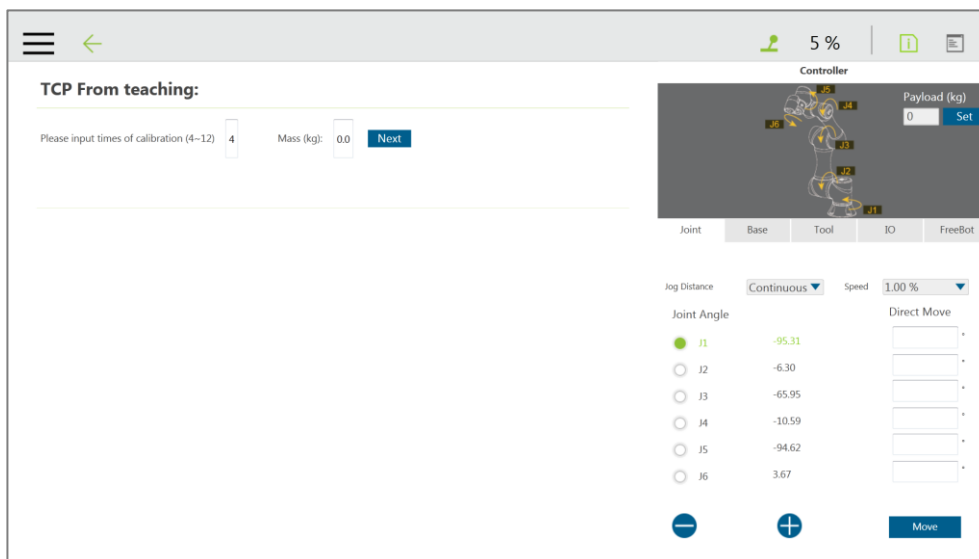 5 %
TCP From teaching:
Please input times of calibration (4~12) 4 Mass (kg): 0.0 Next
Controller
J5
J4
J6
J3
J2
J1
Payload (kg)
0 Set
Joint Base Tool IO FreeBot
Jog Distance Continuous Speed 1.00 %
Joint Angle Direct Move
J1 -95.31 °
J2 -6.30 °
J3 -65.95 °
J4 -10.59 °
J5 -94.62 °
J6 3.67 °
Move